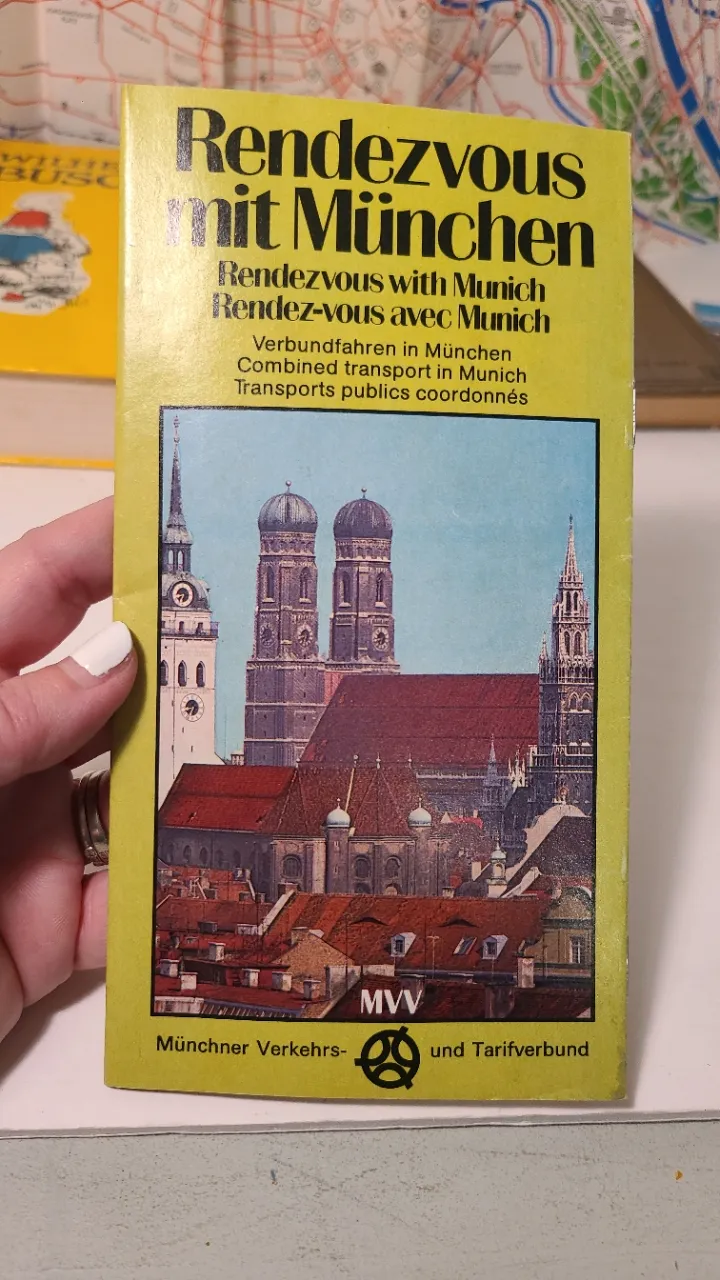 Rendezvous
mit München
Rendezvous with Munich
Rendez-vous avec Munich
Verbundfahren in München
Combined transport in Munich
Transports publics coordonnés
MVV
Münchner Verkehrs- und Tarifverbund